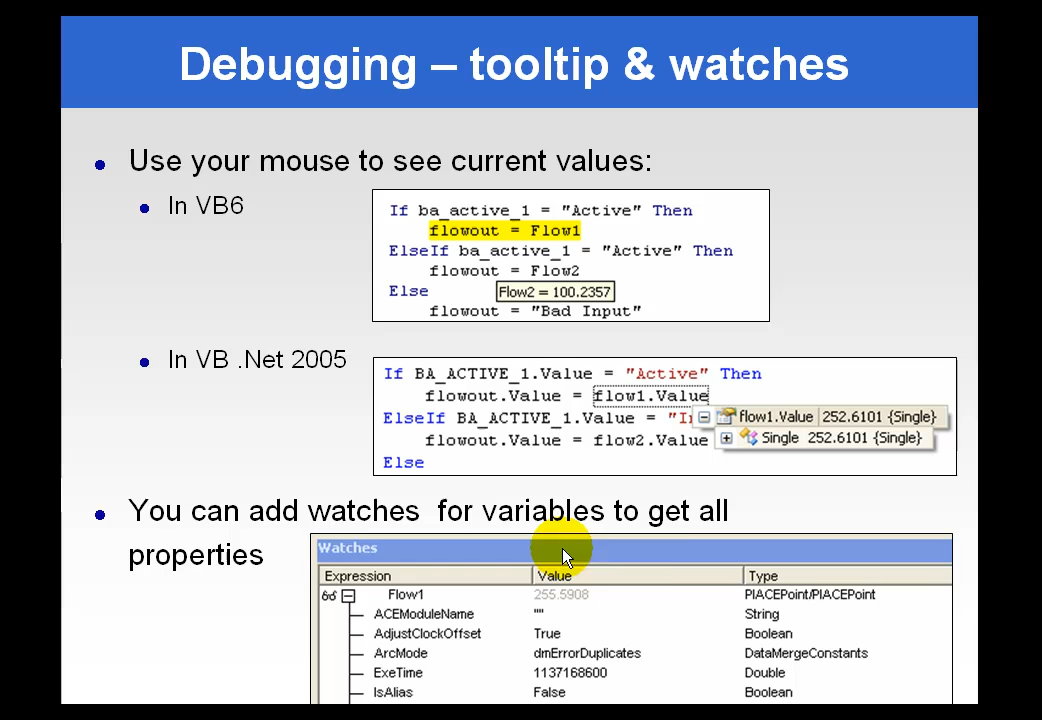 Debugging – tooltip & watches
Use your mouse to see current values:
In VB6
If ba_active_1 = "Active" Then
flowout = Flow1
ElseIf ba_active_1 = "Active" Then
flowout = Flow2
Else
Flow2 = 100.2357
flowout = "Bad Input"
In VB .Net 2005
If BA_ACTIVE_1.Value = "Active" Then
flowout.Value = flow1.Value
ElseIf BA_ACTIVE_1.Value = "I
flow1.Value 252.6101 {Single}
flowout.Value = flow2.Value
Single 252.6101 {Single}
Else
You can add watches for variables to get all
properties
Watches
Expression Value Type
Flow1 255.5908 PIACEPoint/PIACEPoint
ACEModuleName "" String
AdjustClockOffset True Boolean
ArcMode dmErrorDuplicates DataMergeConstants
ExeTime 1137168600 Double
IsAlias False Boolean